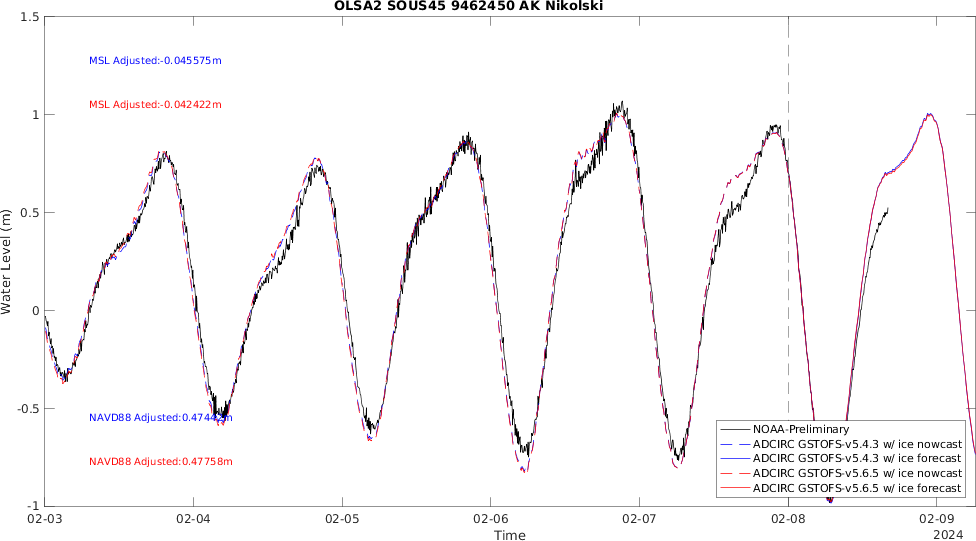 OLSA2 SOUS45 9462450 AK Nikolski
1.5
MSL Adjusted:-0.045575m
MSL Adjusted:-0.042422m
1
0.5
Water Level (m)
0
-0.5
NAVD88 Adjusted:0.47442m
NAVD88 Adjusted:0.47758m
NOAA-Preliminary
ADCIRC GSTOFS-v5.4.3 w/ ice nowcast
ADCIRC GSTOFS-v5.4.3 w/ ice forecast
ADCIRC GSTOFS-v5.6.5 w/ ice nowcast
ADCIRC GSTOFS-v5.6.5 w/ ice forecast
-1
02-03 02-04 02-05 02-06 02-07 02-08 02-09
Time
2024